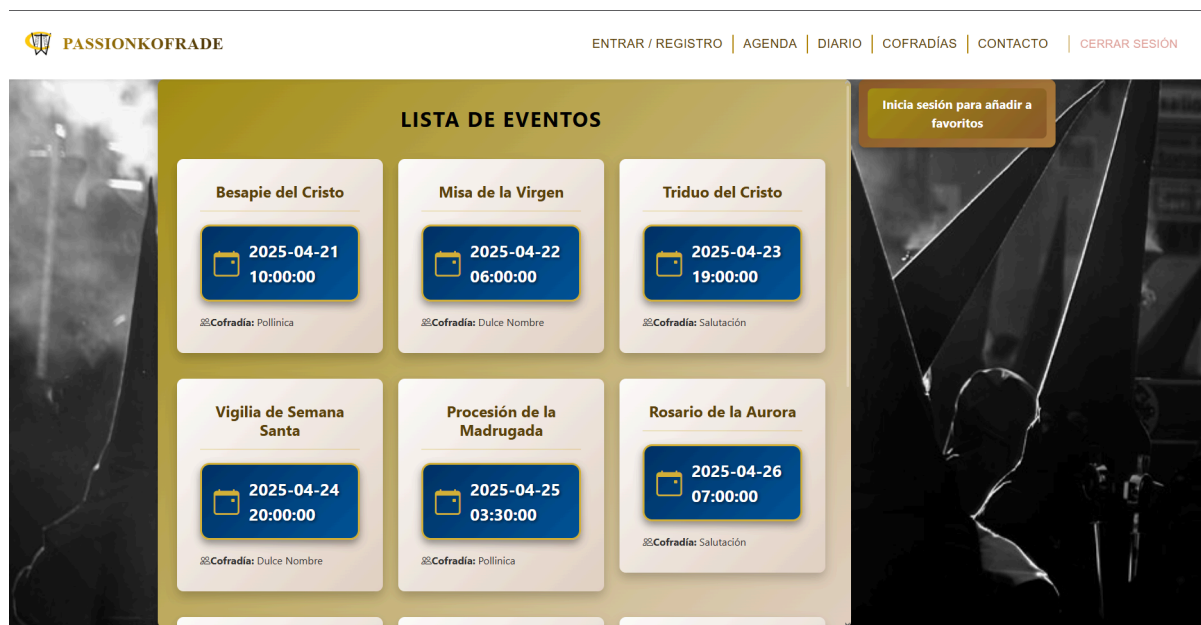 PASSIONKOFRADE
ENTRAR / REGISTRO
AGENDA
DIARIO
COFRADÍAS
CONTACTO
CERRAR SESIÓN
LISTA DE EVENTOS
Inicia sesión para añadir a
favoritos
Besapie del Cristo
2025-04-21
10:00:00
Cofradía: Pollinica
Misa de la Virgen
2025-04-22
06:00:00
Cofradía: Dulce Nombre
Triduo del Cristo
2025-04-23
19:00:00
Cofradía: Salutación
Vigilia de Semana
Santa
2025-04-24
20:00:00
Cofradía: Dulce Nombre
Procesión de la
Madrugada
2025-04-25
03:30:00
Cofradía: Pollinica
Rosario de la Aurora
2025-04-26
07:00:00
Cofradía: Salutación